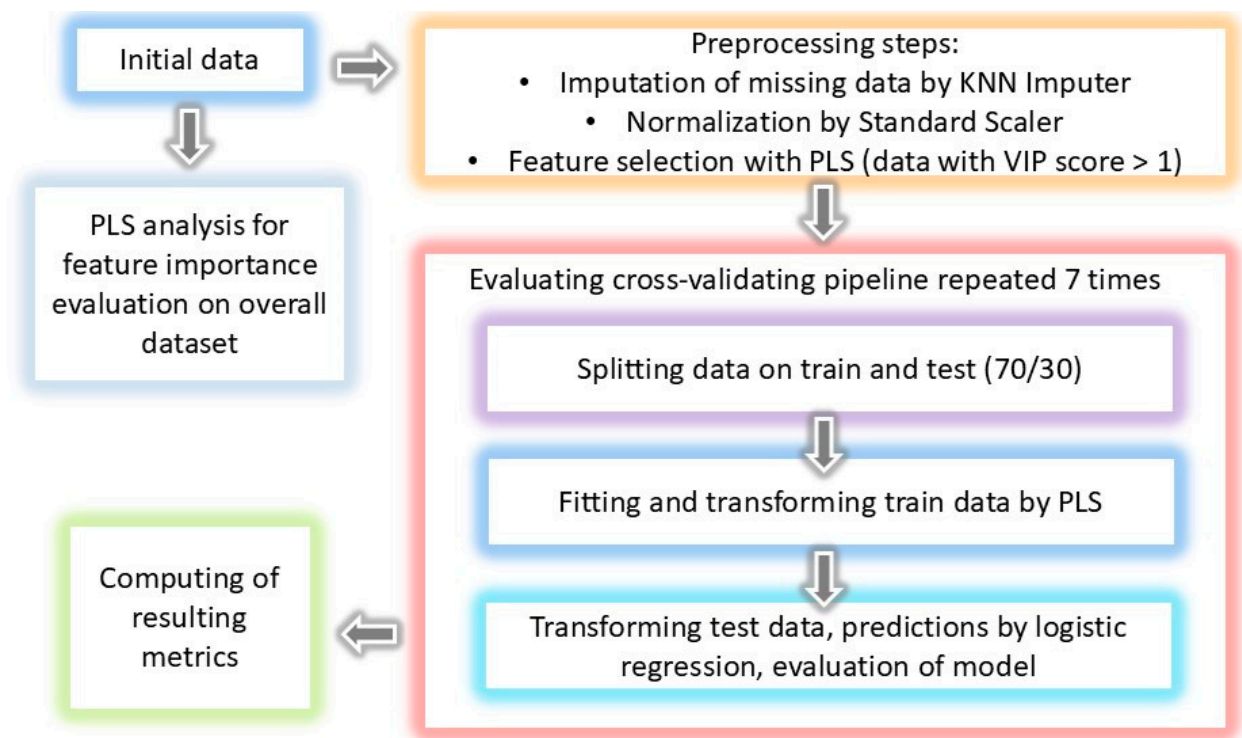 Initial data
Preprocessing steps:
• Imputation of missing data by KNN Imputer
• Normalization by Standard Scaler
• Feature selection with PLS (data with VIP score > 1)
PLS analysis for
feature importance
evaluation on overall
dataset
Evaluating cross-validating pipeline repeated 7 times
Splitting data on train and test (70/30)
Fitting and transforming train data by PLS
Transforming test data, predictions by logistic
regression, evaluation of model
Computing of
resulting
metrics